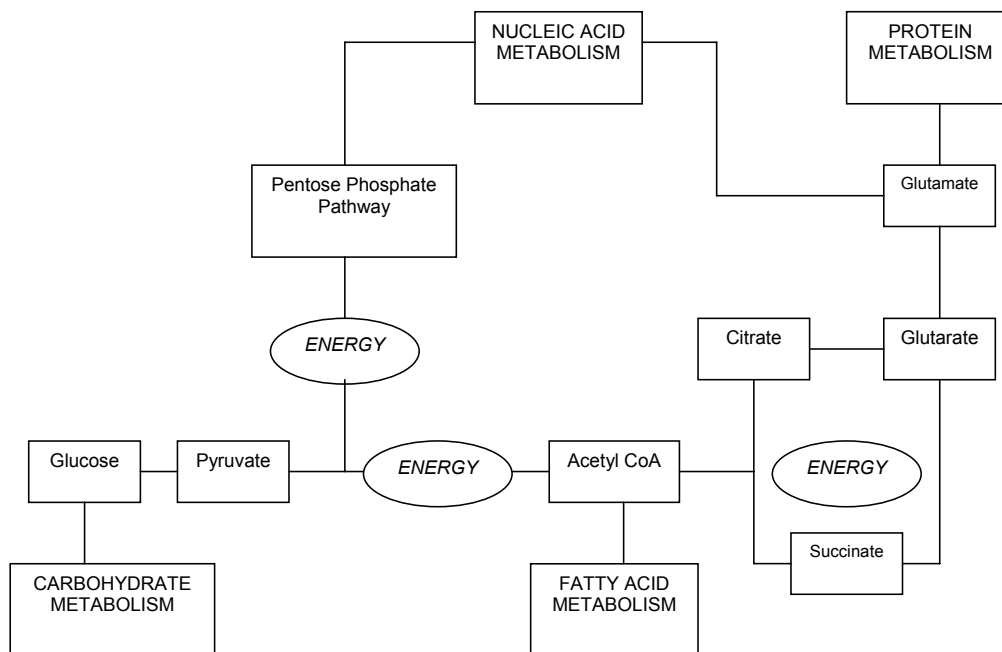 NUCLEIC ACID
METABOLISM
PROTEIN
METABOLISM
Pentose Phosphate
Pathway
Glutamate
ENERGY
Citrate
Glutarate
Glucose
Pyruvate
ENERGY
Acetyl CoA
ENERGY
Succinate
CARBOHYDRATE
METABOLISM
FATTY ACID
METABOLISM